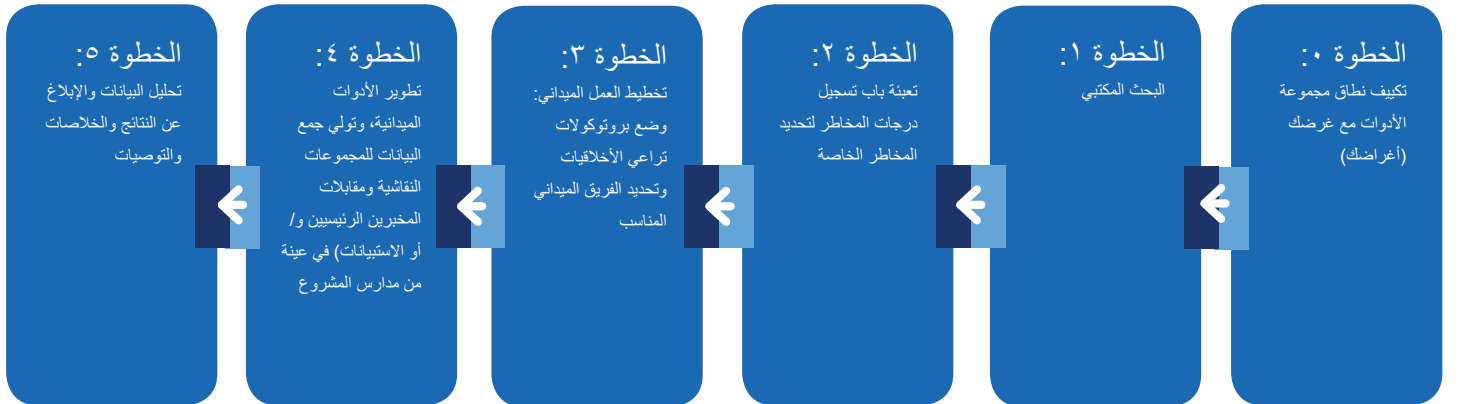 الخطوة ٠:
تكييف نطاق مجموعة
الأدوات مع غرضك
(أغراضك)
الخطوة ١:
البحث المكتبي
الخطوة ٢:
تعبئة باب تسجيل
درجات المخاطر لتحديد
المخاطر الخاصة
الخطوة ٣:
تخطيط العمل الميداني:
وضع بروتوكولات
تراعي الأخلاقيات
وتحديد الفريق الميداني
المناسب
الخطوة ٤:
تطوير الأدوات
الميدانية، وتولي جمع
البيانات للمجموعات
النقاشية ومقابلات
المخبرين الرئيسيين و/
أو الاستبيانات) في عينة
من مدارس المشروع
الخطوة ٥:
تحليل البيانات والإبلاغ
عن النتائج والخلاصات
والتوصيات